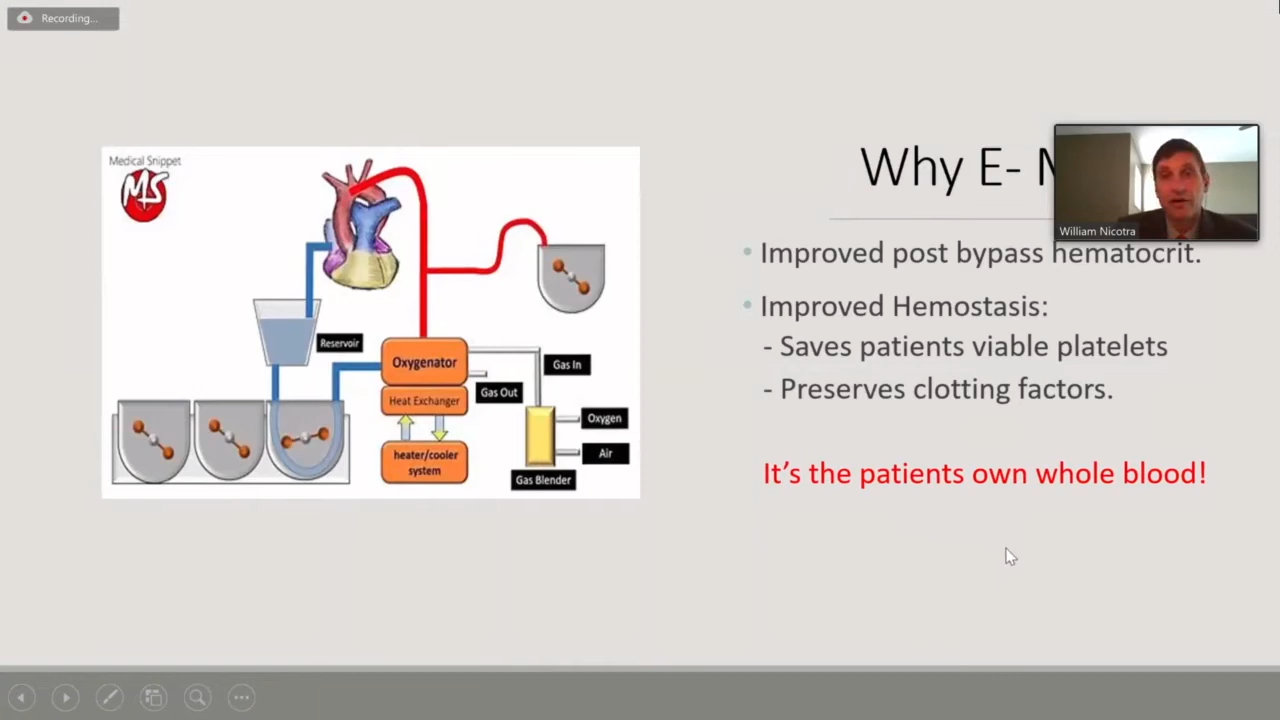 Recording...
Medical Snippet
MS
Reservoir
Oxygenator
Heat Exchanger
heater/cooler
system
Gas In
Gas Out
Oxygen
Air
Gas Blender
Why E-
William Nicotra
Improved post bypass hematocrit.
Improved Hemostasis:
- Saves patients viable platelets
- Preserves clotting factors.
It’s the patients own whole blood!